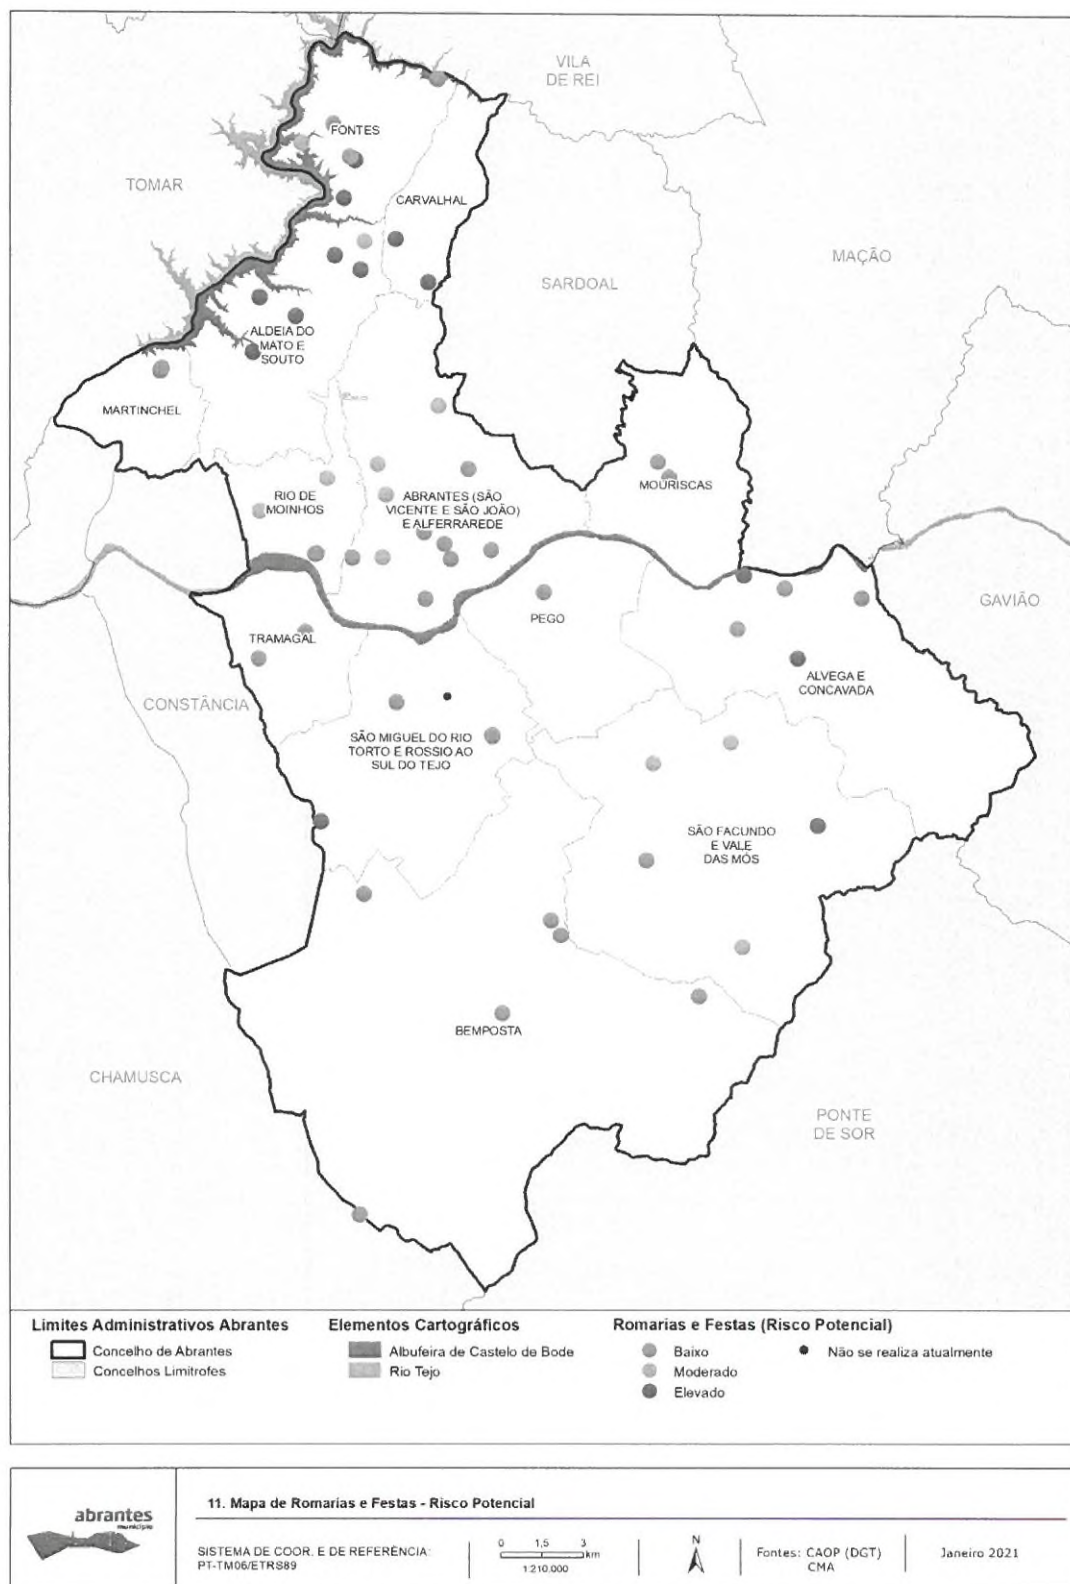 VILA
DE REI
FONTES
TOMAR
CARVALHAL
MAÇÃO
SARDOAL
ALDEIA DO
MATO E
SOUTO
MARTINCHEL
MOURISCAS
RIO DE
MOINHOS
ABRANTES (SÃO
VICENTE E SÃO JOÃO)
E ALFERRAREDE
GAVIÃO
PEGO
TRAMAGAL
ALVEGA E
CONCAVADA
CONSTÂNCIA
SÃO MIGUEL DO RIO
TORTO E ROSSIO AO
SUL DO TEJO
SÃO FACUNDO
E VALE
DAS MÓS
BEMPOSTA
CHAMUSCA
PONTE
DE SOR
Limites Administrativos Abrantes
Concelho de Abrantes
Concelhos Limitrofes
Elementos Cartográficos
Albufeira de Castelo de Bode
Rio Tejo
Romarias e Festas (Risco Potencial)
Baixo
Moderado
Elevado
Não se realiza atualmente
abrantes
município
11. Mapa de Romarias e Festas - Risco Potencial
SISTEMA DE COOR. E DE REFERÊNCIA:
PT-TM06/ETRS89
0 1,5 3
km
1:210.000
N
Fontes: CAOP (DGT)
CMA
Janeiro 2021